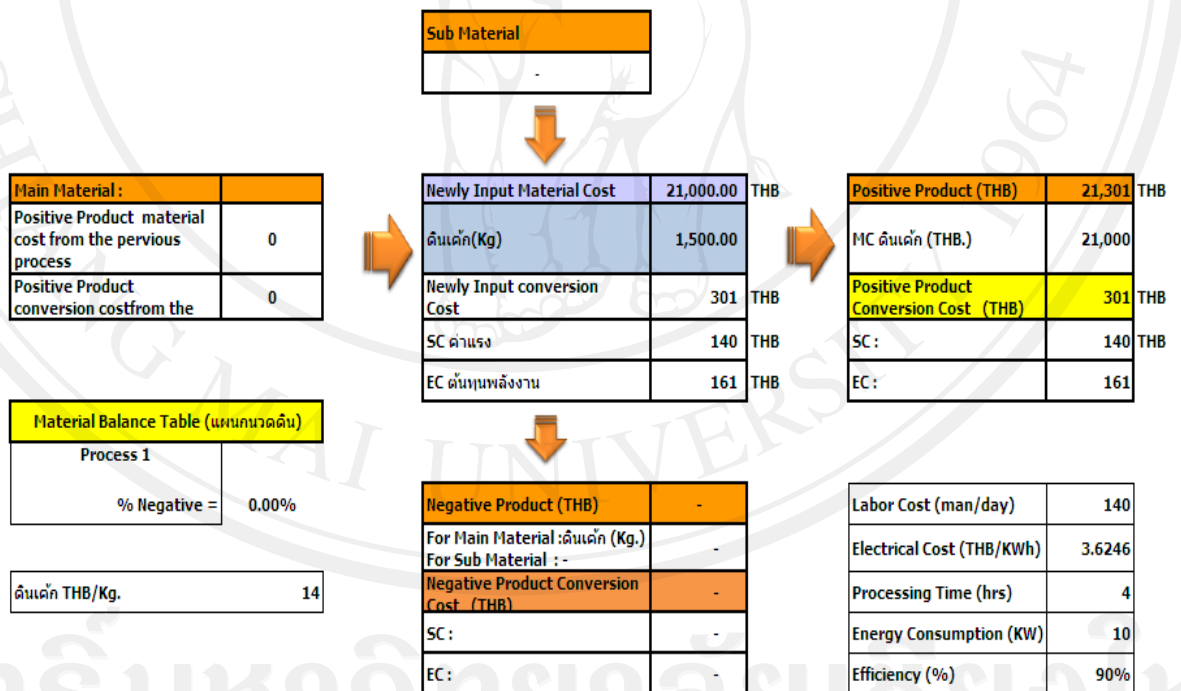 Sub Material
-
Main Material :
Positive Product material
cost from the pervious
process
0
Positive Product
conversion costfrom the
0
Newly Input Material Cost 21,000.00 THB
ดินเค้ก(Kg) 1,500.00
Newly Input conversion
Cost
301 THB
SC ค่าแรง 140 THB
EC ต้นทุนพลังงาน 161 THB
Positive Product (THB) 21,301 THB
MC ดินเค้ก (THB.) 21,000
Positive Product
Conversion Cost (THB)
301 THB
SC : 140 THB
EC : 161
Material Balance Table (แผนกนวดดิน)
Process 1
% Negative = 0.00%
ดินเค้ก THB/Kg. 14
Negative Product (THB) -
For Main Material :ดินเค้ก (Kg.)
For Sub Material : -
-
Negative Product Conversion
Cost (THB)
-
SC : -
EC : -
Labor Cost (man/day) 140
Electrical Cost (THB/KWh) 3.6246
Processing Time (hrs) 4
Energy Consumption (KW) 10
Efficiency (%) 90%
MAI UNIVERSITY 1964